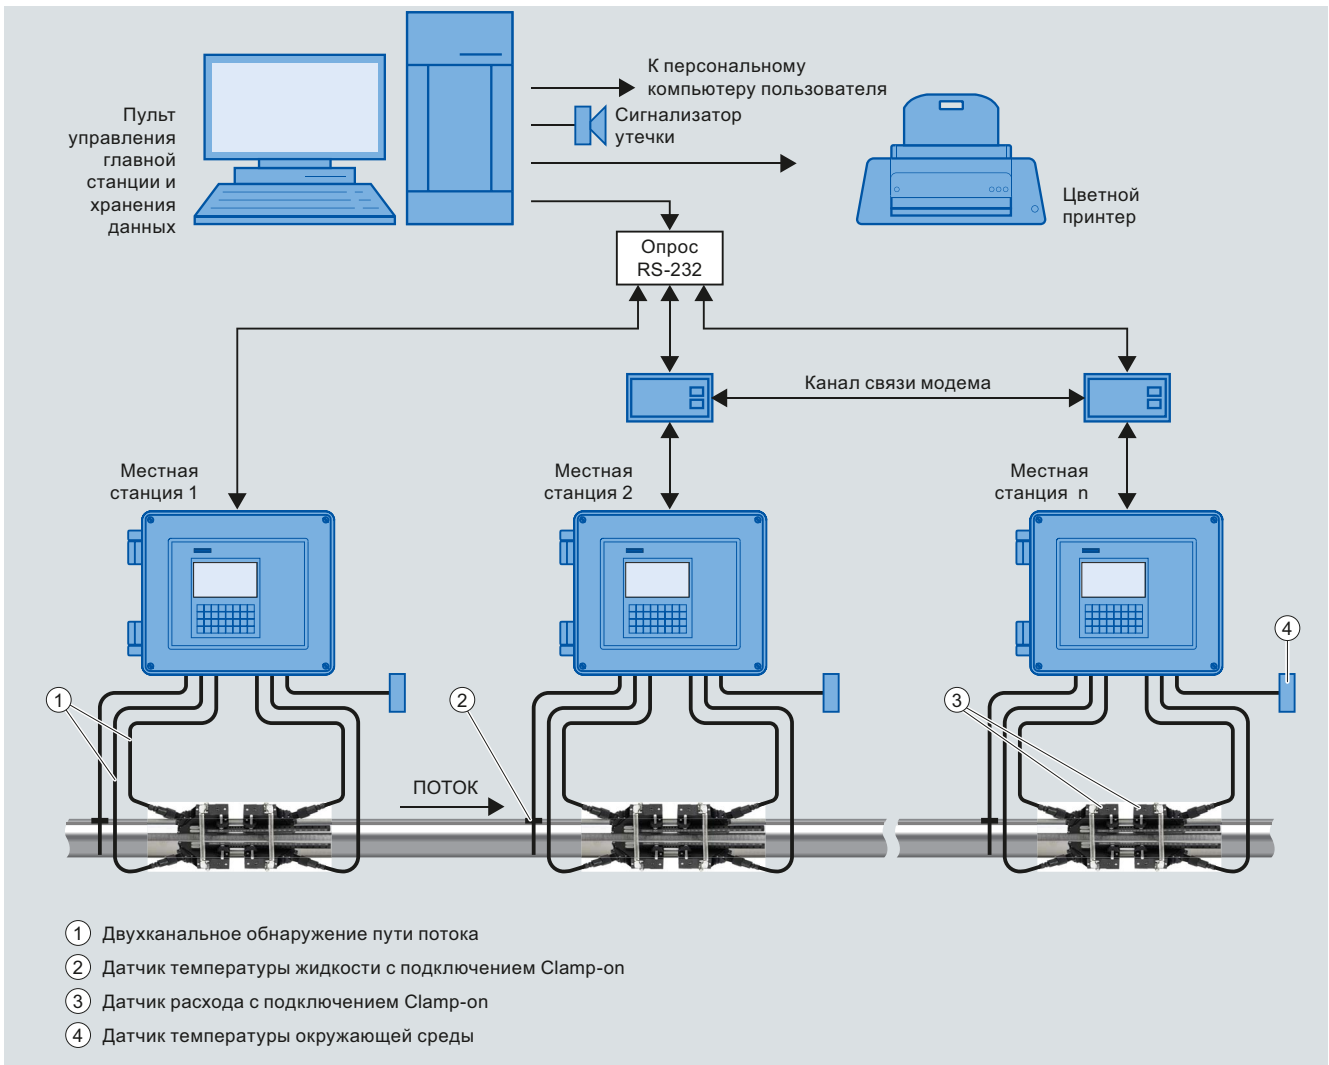 К персональному
компьютеру пользователя
Сигнализатор
утечки
Пульт
управления
главной
станции и
хранения
данных
Цветной
принтер
Опрос
RS-232
Канал связи модема
Местная
станция 1
Местная
станция 2
Местная
станция n
4
1
2
3
ПОТОК
1 Двухканальное обнаружение пути потока
2 Датчик температуры жидкости с подключением Clamp-on
3 Датчик расхода с подключением Clamp-on
4 Датчик температуры окружающей среды